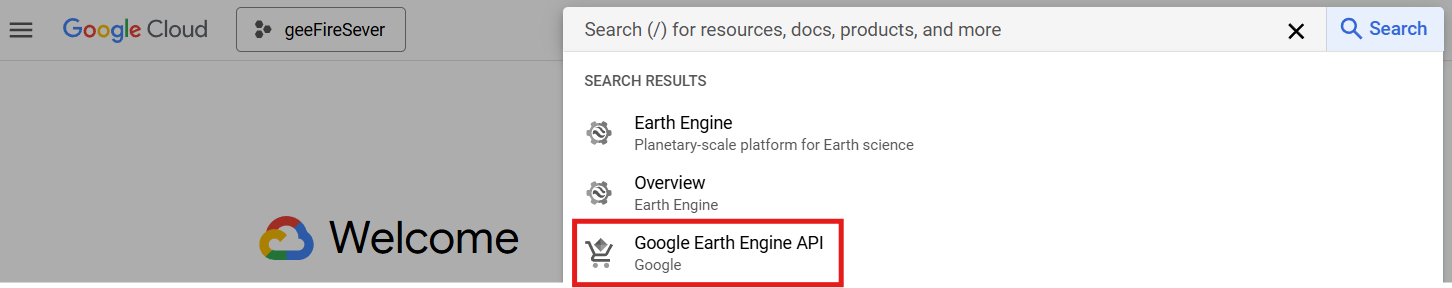 Google Cloud
geeFireSever
Search (/) for resources, docs, products, and more
Search
SEARCH RESULTS
Earth Engine
Planetary-scale platform for Earth science
Overview
Earth Engine
Welcome
Google Earth Engine API
Google